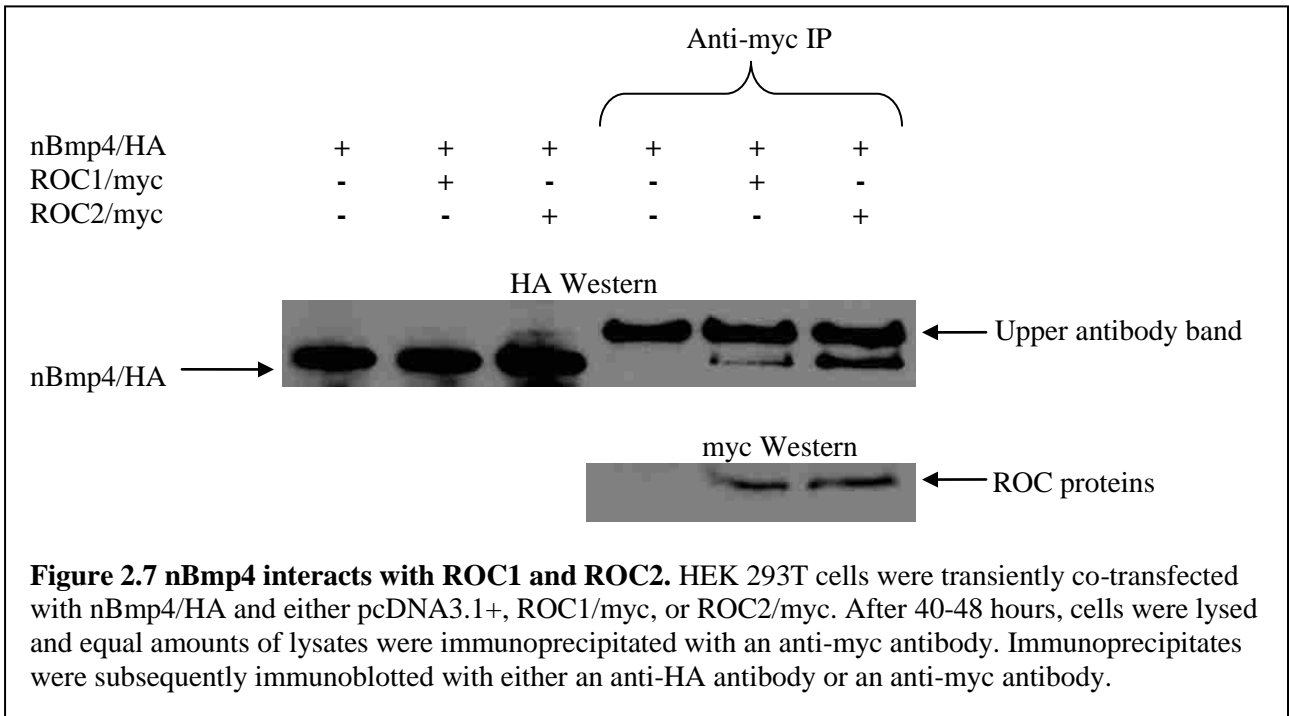 Anti-myc IP
nBmp4/HA + + + + + +
ROC1/myc - + - - + -
ROC2/myc - - + - - +
HA Western
Upper antibody band
nBmp4/HA
myc Western
ROC proteins
Figure 2.7 nBmp4 interacts with ROC1 and ROC2. HEK 293T cells were transiently co-transfected
with nBmp4/HA and either pcDNA3.1+, ROC1/myc, or ROC2/myc. After 40-48 hours, cells were lysed
and equal amounts of lysates were immunoprecipitated with an anti-myc antibody. Immunoprecipitates
were subsequently immunoblotted with either an anti-HA antibody or an anti-myc antibody.